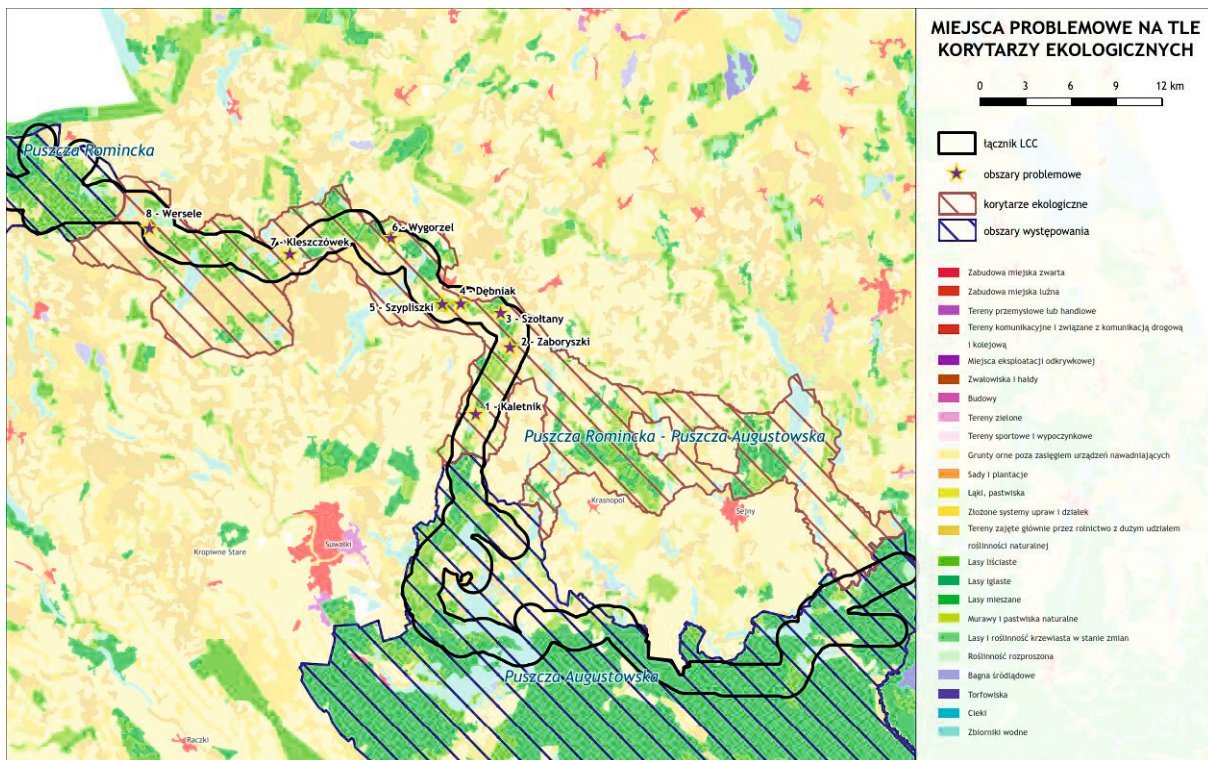 MIEJSCA PROBLEMOWE NA TLE
KORYTARZY EKOLOGICZNYCH
0 3 6 9 12 km
łącznik LCC
obszary problemowe
korytarze ekologiczne
obszary występowania
Zabudowa miejska zwarta
Zabudowa miejska luźna
Tereny przemysłowe lub handlowe
Tereny komunikacyjne i związane z komunikacją drogową
i kolejową
Miejsca eksploatacji odkrywkowej
Zwałowiska i hałdy
Budowy
Tereny zielone
Tereny sportowe i wypoczynkowe
Grunty orne poza zasięgiem urządzeń nawadniających
Sady i plantacje
Łąki, pastwiska
Złożone systemy upraw i działek
Tereny zajęte głównie przez rolnictwo z dużym udziałem
roślinności naturalnej
Lasy liściaste
Lasy iglaste
Lasy mieszane
Murawy i pastwiska naturalne
Lasy i roślinność krzewiasta w stanie zmian
Roślinność rozproszona
Bagna śródlądowe
Torfowiska
Cieki
Zbiorniki wodne
Puszcza Romincka
8 - Wersele
7 - Kleszczówek
6 - Wygorzel
4 - Dębniak
5 - Szypliszki
3 - Szołtany
2 - Zaboryszki
1 - Kaletnik
Puszcza Romincka - Puszcza Augustowska
Krasnopol
Sejny
Suwałki
Kropiwne Stare
Puszcza Augustowska
Raczki